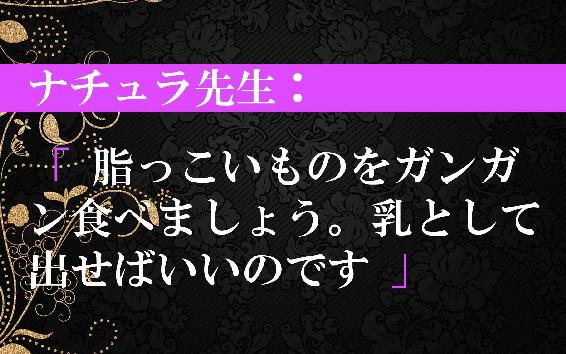 ナチュラ先生：
「 脂っこいものをガンガ
ン食べましょう。乳として
出せばいいのです 」